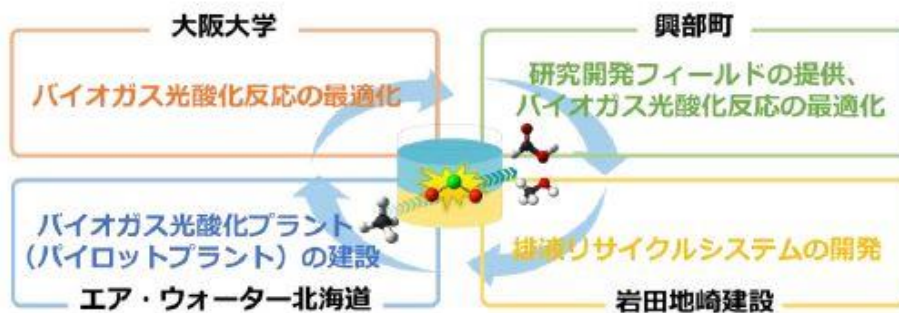 大阪大学
バイオガス光酸化反応の最適化
興部町
研究開発フィールドの提供、
バイオガス光酸化反応の最適化
バイオガス光酸化プラント
（パイロットプラント）の建設
エア・ウォーター北海道
排液リサイクルシステムの開発
岩田地崎建設